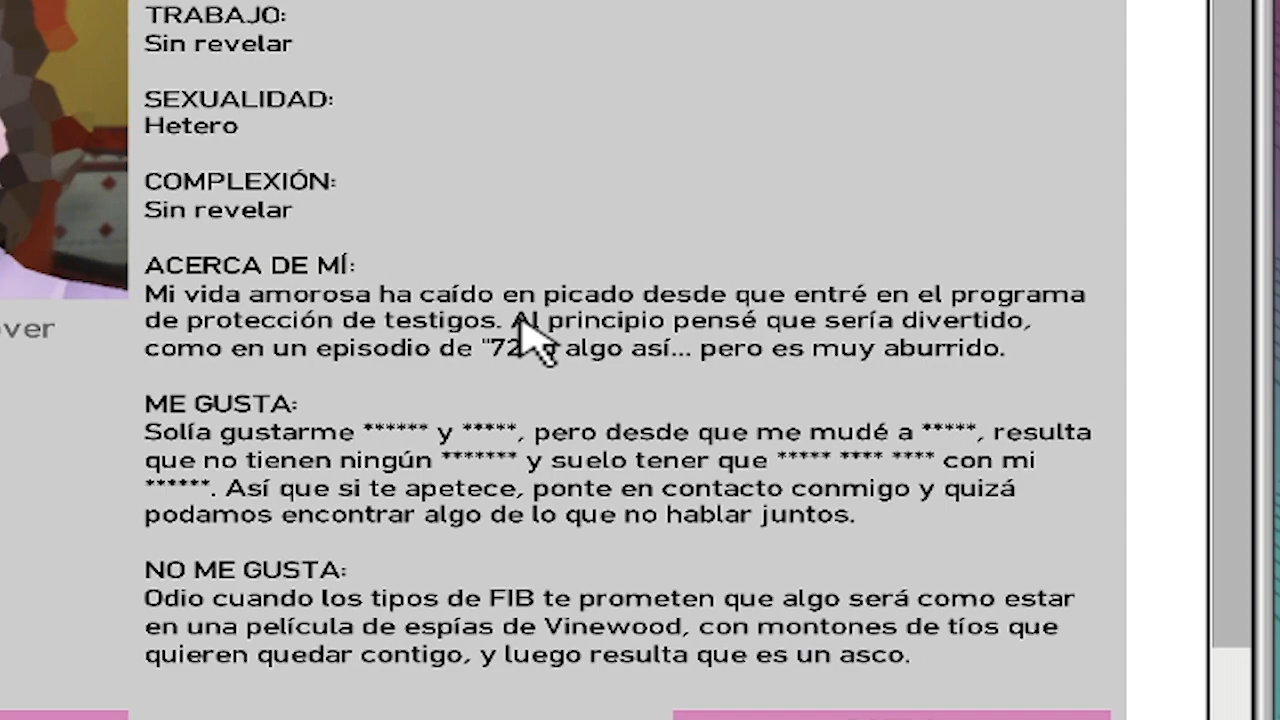 TRABAJO:
Sin revelar
SEXUALIDAD:
Hetero
COMPLEXIÓN:
Sin revelar
ACERCA DE MÍ:
Mi vida amorosa ha caído en picado desde que entré en el programa
de protección de testigos. Al principio pensé que sería divertido,
como en un episodio de "72 algo así... pero es muy aburrido.
over
ME GUSTA:
Solía gustarme ****** y *****, pero desde que me mudé a *****, resulta
que no tienen ningún ******* y suelo tener que ***** **** **** con mi
******. Así que si te apetece, ponte en contacto conmigo y quizá
podamos encontrar algo de lo que no hablar juntos.
NO ME GUSTA:
Odio cuando los tipos de FIB te prometen que algo será como estar
en una película de espías de Vinewood, con montones de tíos que
quieren quedar contigo, y luego resulta que es un asco.